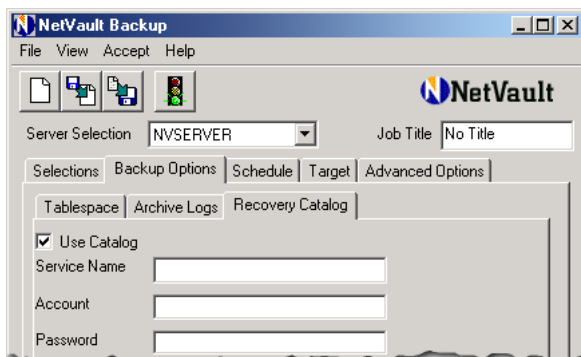 NetVault Backup
File View Accept Help
NetVault
Server Selection NVSERVER Job Title No Title
Selections Backup Options Schedule Target Advanced Options
Tablespace Archive Logs Recovery Catalog
Use Catalog
Service Name
Account
Password